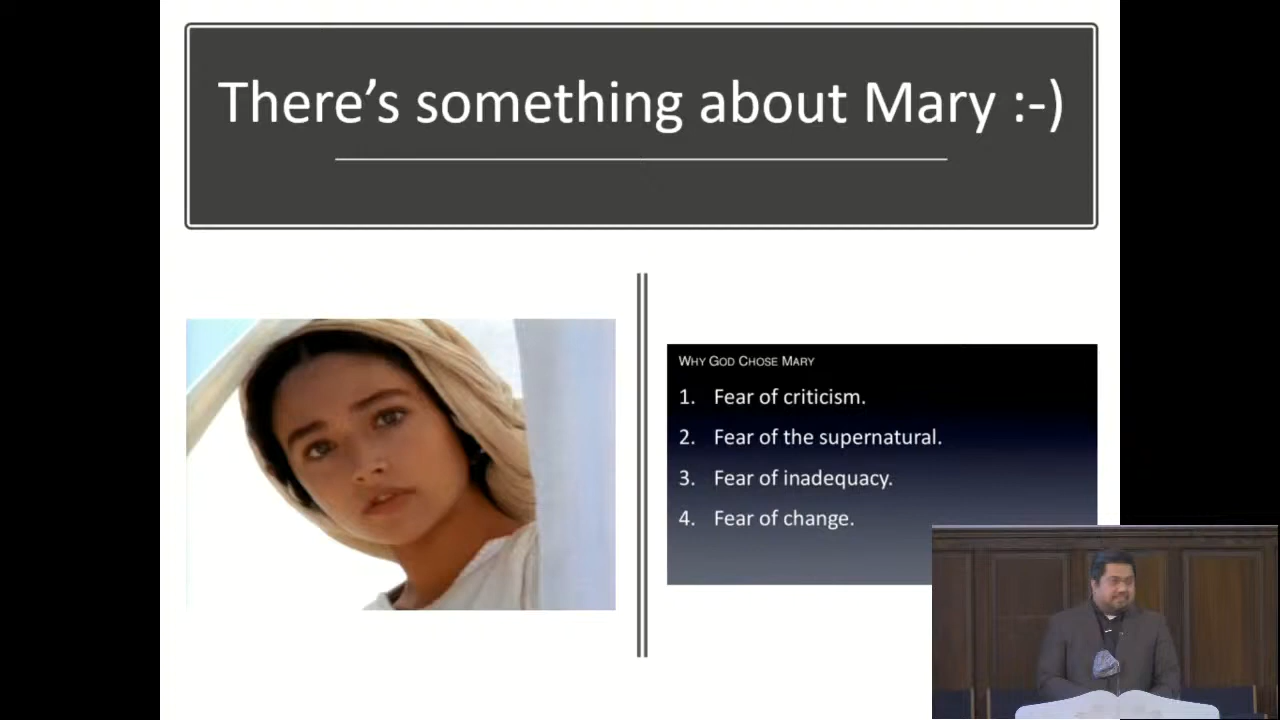 There's something about Mary :-)
WHY GOD CHOSE MARY
1. Fear of criticism.
2. Fear of the supernatural.
3. Fear of inadequacy.
4. Fear of change.